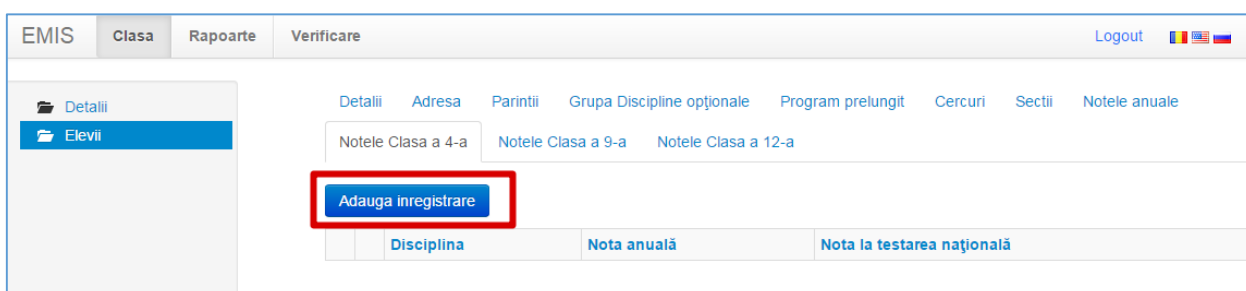 EMIS Clasa Rapoarte Verificare Logout
Detalii
Elevii
Detalii Adresa Parintii Grupa Discipline opţionale Program prelungit Cercuri Sectii Notele anuale
Notele Clasa a 4-a Notele Clasa a 9-a Notele Clasa a 12-a
Adauga inregistrare
Disciplina Nota anuală Nota la testarea naţională